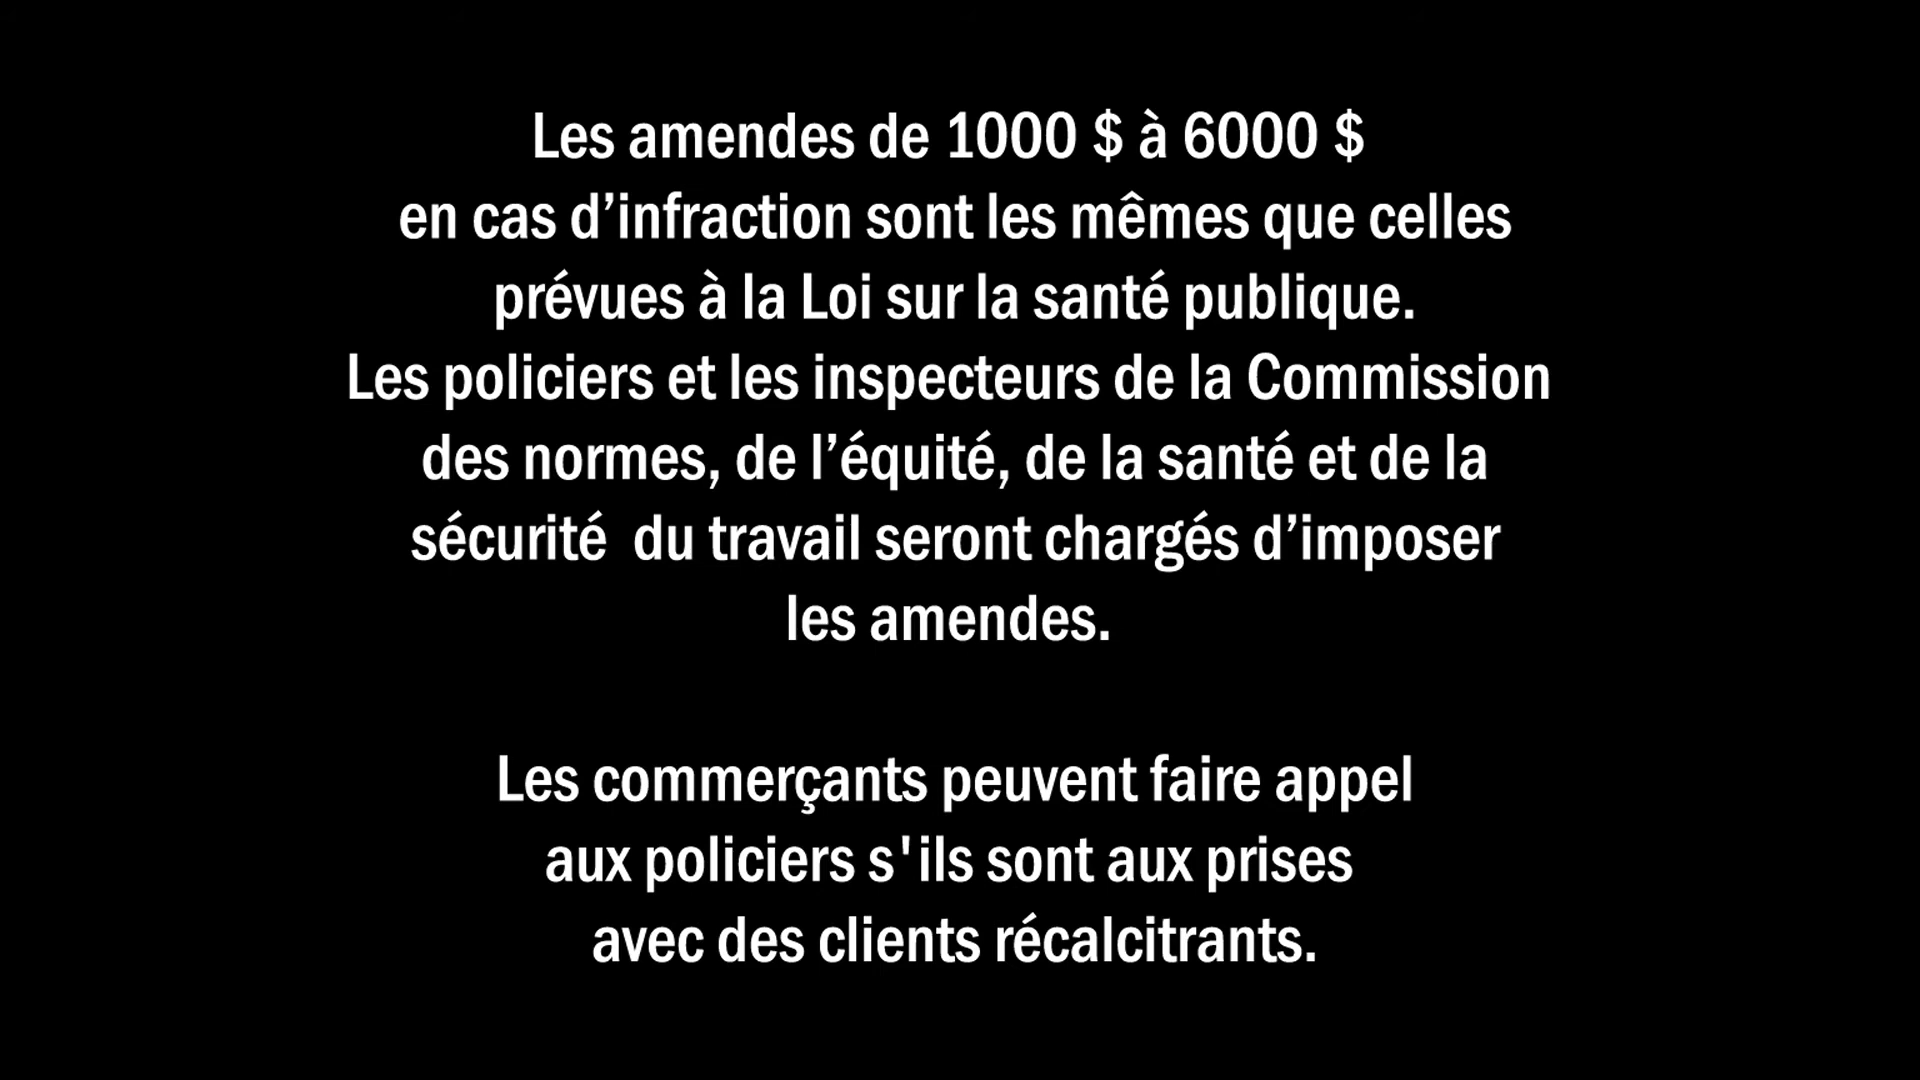 Les amendes de 1000 $ à 6000 $
en cas d’infraction sont les mêmes que celles
prévues à la Loi sur la santé publique.
Les policiers et les inspecteurs de la Commission
des normes, de l’équité, de la santé et de la
sécurité  du travail seront chargés d’imposer
les amendes.

Les commerçants peuvent faire appel
aux policiers s'ils sont aux prises
avec des clients récalcitrants.